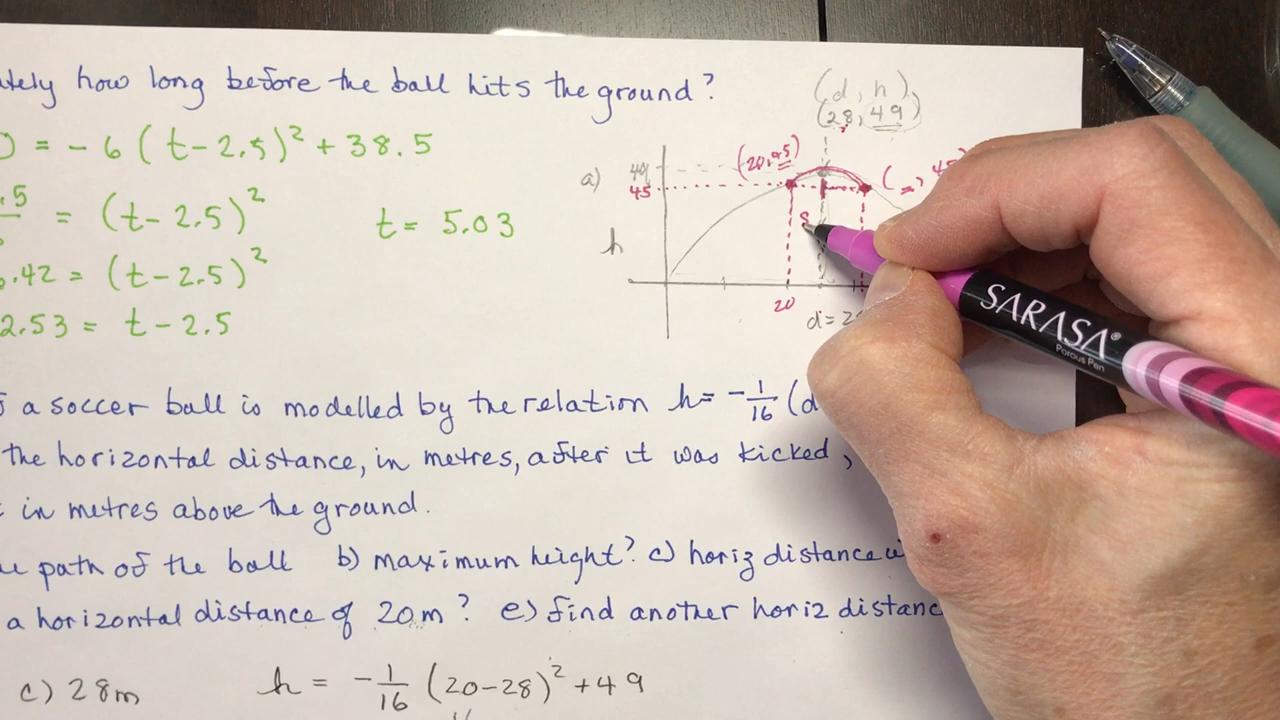 ately how long before the ball hits the ground?
0 = - 6 (t-2.5)² + 38.5
.5 = (t-2.5)²
t = 5.03
.42 = (t-2.5)²
2.53 = t-2.5
(d, h)
(28, 49)
a)
49
45
(20, 45)
( , 45)
8
h
20
d=2
SARASA®
Porous Pen
a soccer ball is modelled by the relation h= -1/16 (d
the horizontal distance, in metres, after it was kicked,
in metres above the ground.
path of the ball b) maximum height? c) horiz distance
a horizontal distance of 20m? e) find another horiz distanc
c) 28m h = -1/16 (20-28)² + 49